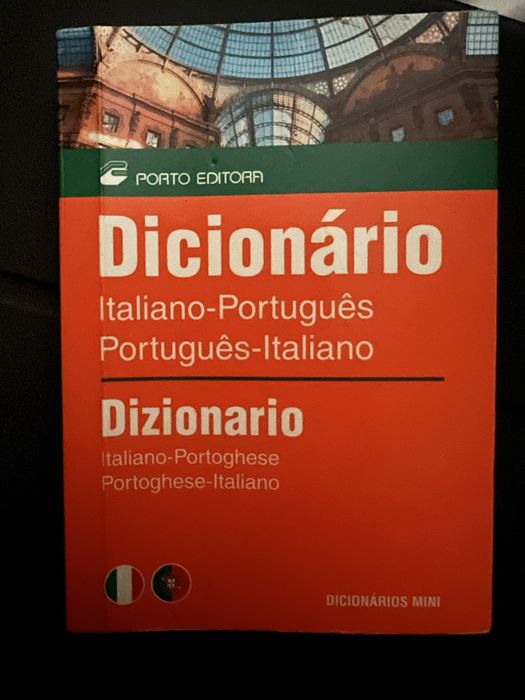 PORTO EDITORA
Dicionário
Italiano-Português
Português-Italiano
Dizionario
Italiano-Portoghese
Portoghese-Italiano
DICIONÁRIOS MINI